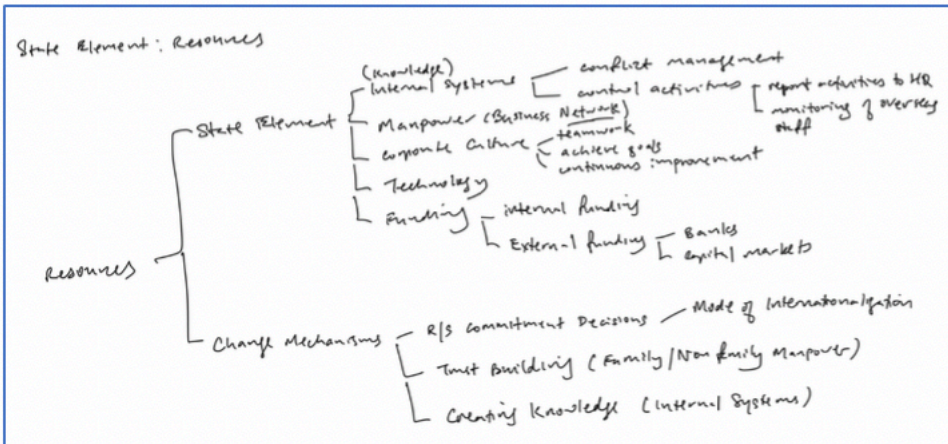 State Element : Resources
(Knowledge)
Internal Systems
conflict management
control activities
report activities to HR
monitoring of overseas
staff
State Element
Manpower (Business Network)
Corporate Culture
teamwork
achieve goals
continuous improvement
Technology
Funding
internal funding
External funding
Banks
capital markets
Resources
Change Mechanisms
R/S Commitment Decisions
Mode of Internationalization
Trust Building (Family/Non family Manpower)
Creating Knowledge (Internal Systems)